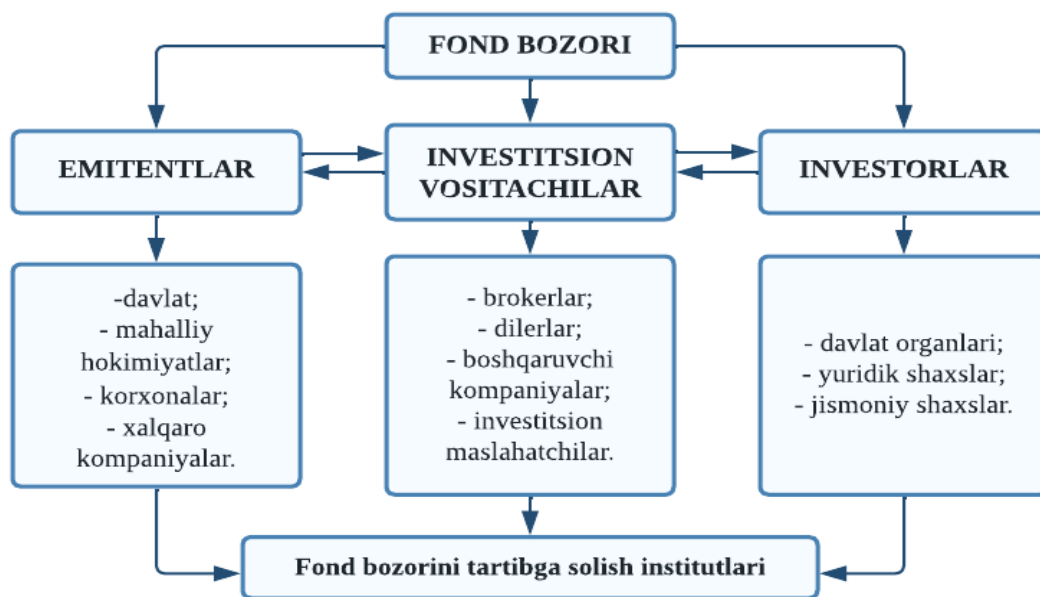 FOND BOZORI
EMITENTLAR
INVESTITSION
VOSITACHILAR
INVESTORLAR
-davlat;
- mahalliy
hokimiyatlar;
- korxonalar;
- xalqaro
kompaniyalar.
- brokerlar;
- dilerlar;
- boshqaruvchi
kompaniyalar;
- investitsion
maslahatchilar.
- davlat organlari;
- yuridik shaxslar;
- jismoniy shaxslar.
Fond bozorini tartibga solish institutlari